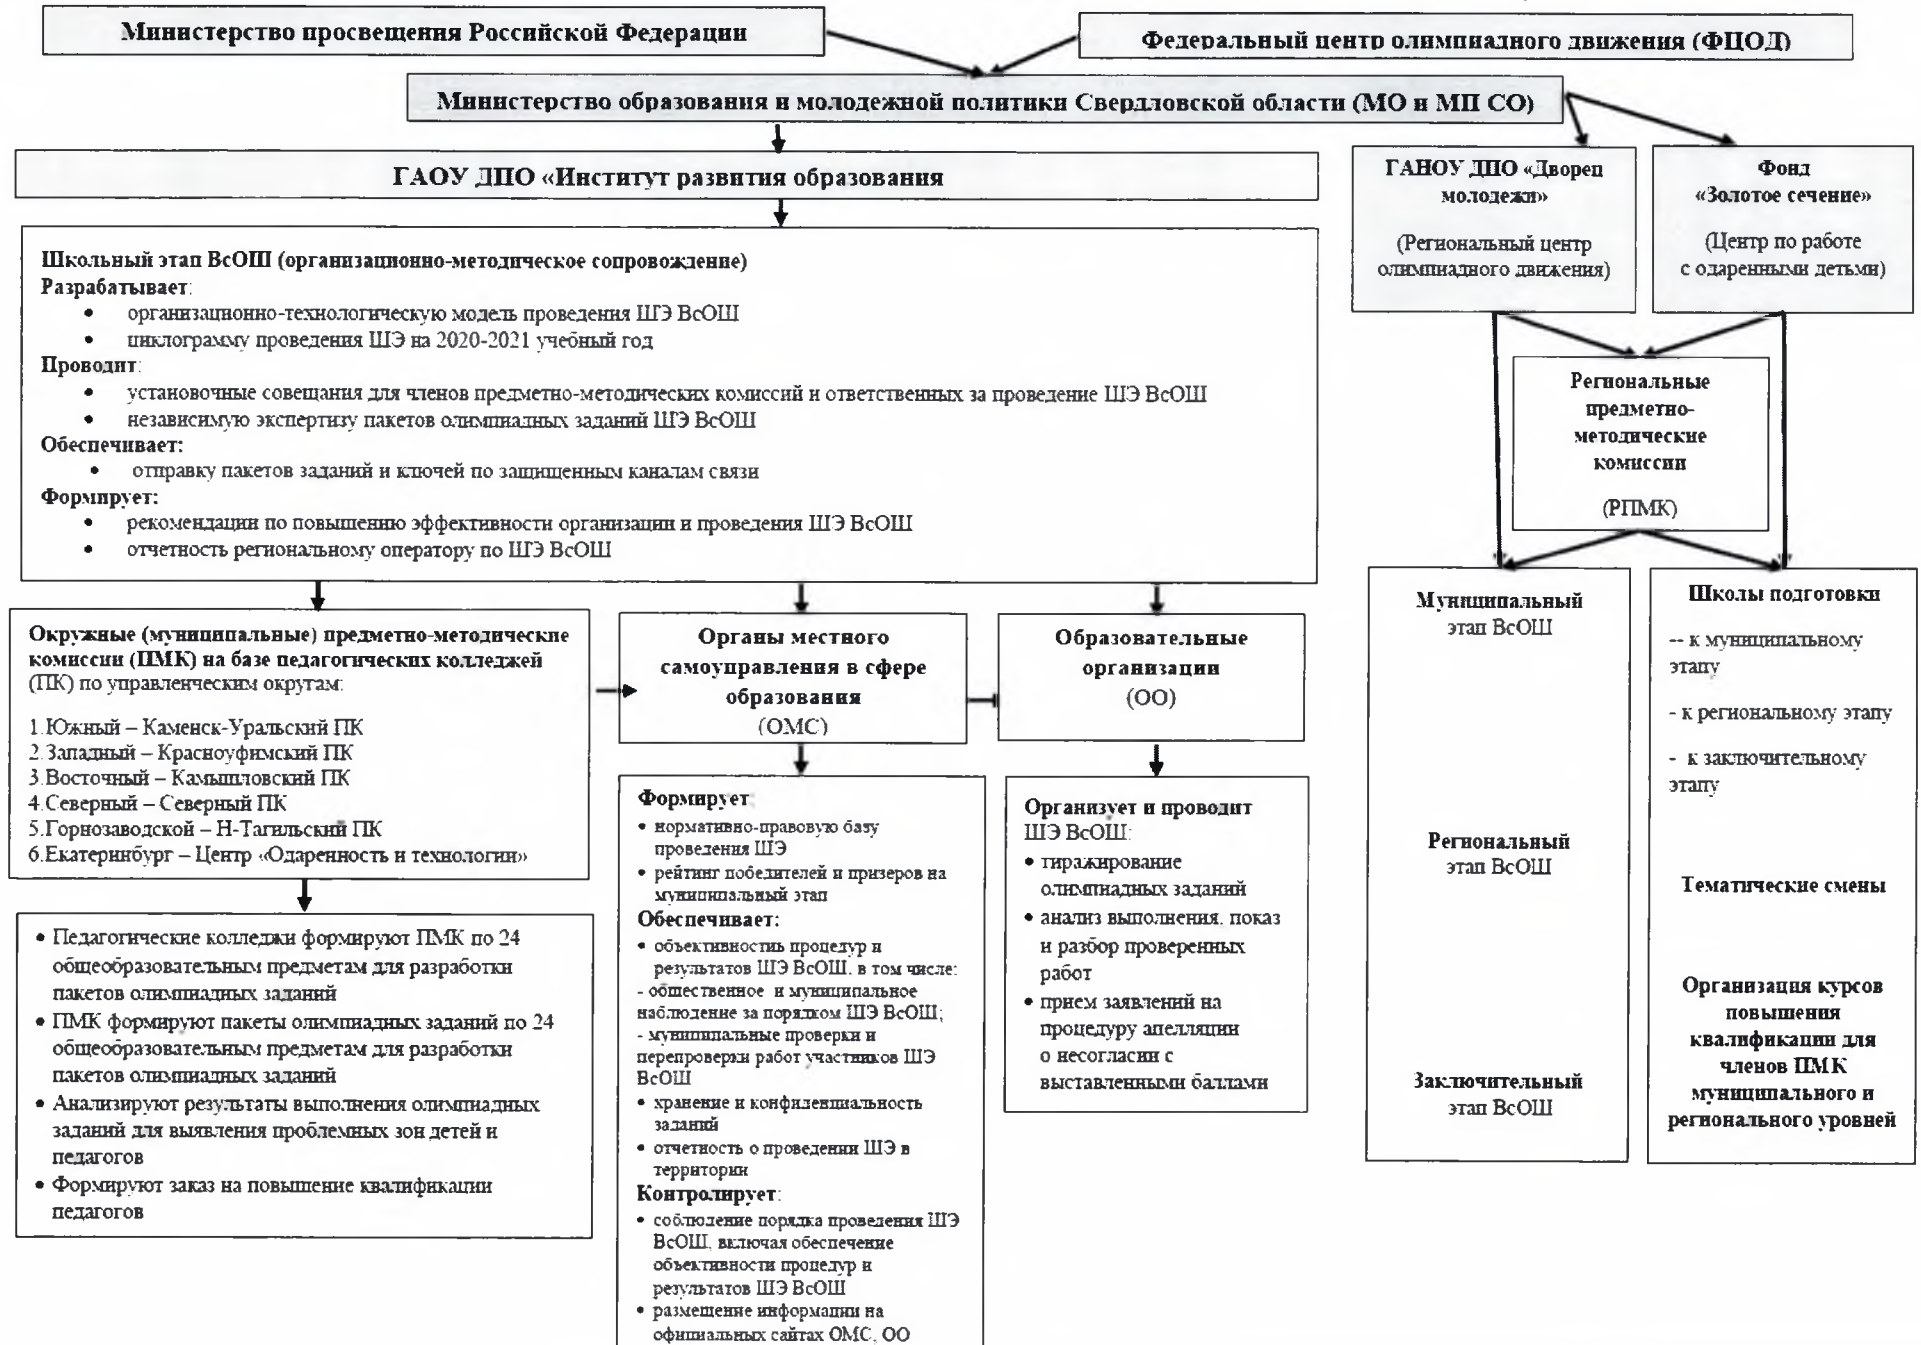 Министерство просвещения Российской Федерации
Федеральный центр олимпиадного движения (ФЦОД)
Министерство образования и молодежной политики Свердловской области (МО и МП СО)
ГАОУ ДПО «Институт развития образования
ГАНОУ ДПО «Дворец
молодежи»
(Региональный центр
олимпиадного движения)
Фонд
«Золотое сечение»
(Центр по работе
с одаренными детьми)
Школьный этап ВсОШ (организационно-методическое сопровождение)
Разрабатывает:
• организационно-технологическую модель проведения ШЭ ВсОШ
• циклограмму проведения ШЭ на 2020-2021 учебный год
Проводит:
• установочные совещания для членов предметно-методических комиссий и ответственных за проведение ШЭ ВсОШ
• независимую экспертизу пакетов олимпиадных заданий ШЭ ВсОШ
Обеспечивает:
• отправку пакетов заданий и ключей по защищенным каналам связи
Формирует:
• рекомендации по повышению эффективности организации и проведения ШЭ ВсОШ
• отчетность региональному оператору по ШЭ ВсОШ
Региональные
предметно-
методические
комиссии
(РПМК)
Окружные (муниципальные) предметно-методические
комиссии (ПМК) на базе педагогических колледжей
(ПК) по управленческим округам:
1.Южный – Каменск-Уральский ПК
2.Западный – Красноуфимский ПК
3.Восточный – Камышловский ПК
4.Северный – Северный ПК
5.Горнозаводской – Н-Тагильский ПК
6.Екатеринбург – Центр «Одаренность и технологии»
Органы местного
самоуправления в сфере
образования
(ОМС)
Образовательные
организации
(ОО)
• Педагогические колледжи формируют ПМК по 24
общеобразовательным предметам для разработки
пакетов олимпиадных заданий
• ПМК формируют пакеты олимпиадных заданий по 24
общеобразовательным предметам для разработки
пакетов олимпиадных заданий
• Анализируют результаты выполнения олимпиадных
заданий для выявления проблемных зон детей и
педагогов
• Формируют заказ на повышение квалификации
педагогов
Формирует:
• нормативно-правовую базу
проведения ШЭ
• рейтинг победителей и призеров на
муниципальный этап
Обеспечивает:
• объективностиь процедур и
результатов ШЭ ВсОШ, в том числе:
- общественное и муниципальное
наблюдение за порядком ШЭ ВсОШ;
- муниципальные проверки и
перепроверки работ участников ШЭ
ВсОШ
• хранение и конфиденциальность
заданий
• отчетность о проведении ШЭ в
территории
Контролирует:
• соблюдение порядка проведения ШЭ
ВсОШ, включая обеспечение
объективности процедур и
результатов ШЭ ВсОШ
• размещение информации на
официальных сайтах ОМС, ОО
Организует и проводит
ШЭ ВсОШ:
• тиражирование
олимпиадных заданий
• анализ выполнения, показ
и разбор проверенных
работ
• прием заявлений на
процедуру апелляции
о несогласии с
выставленными баллами
Муниципальный
этап ВсОШ
Региональный
этап ВсОШ
Заключительный
этап ВсОШ
Школы подготовки
-- к муниципальному
этапу
- к региональному этапу
- к заключительному
этапу
Тематические смены
Организация курсов
повышения
квалификации для
членов ПМК
муниципального и
регионального уровней